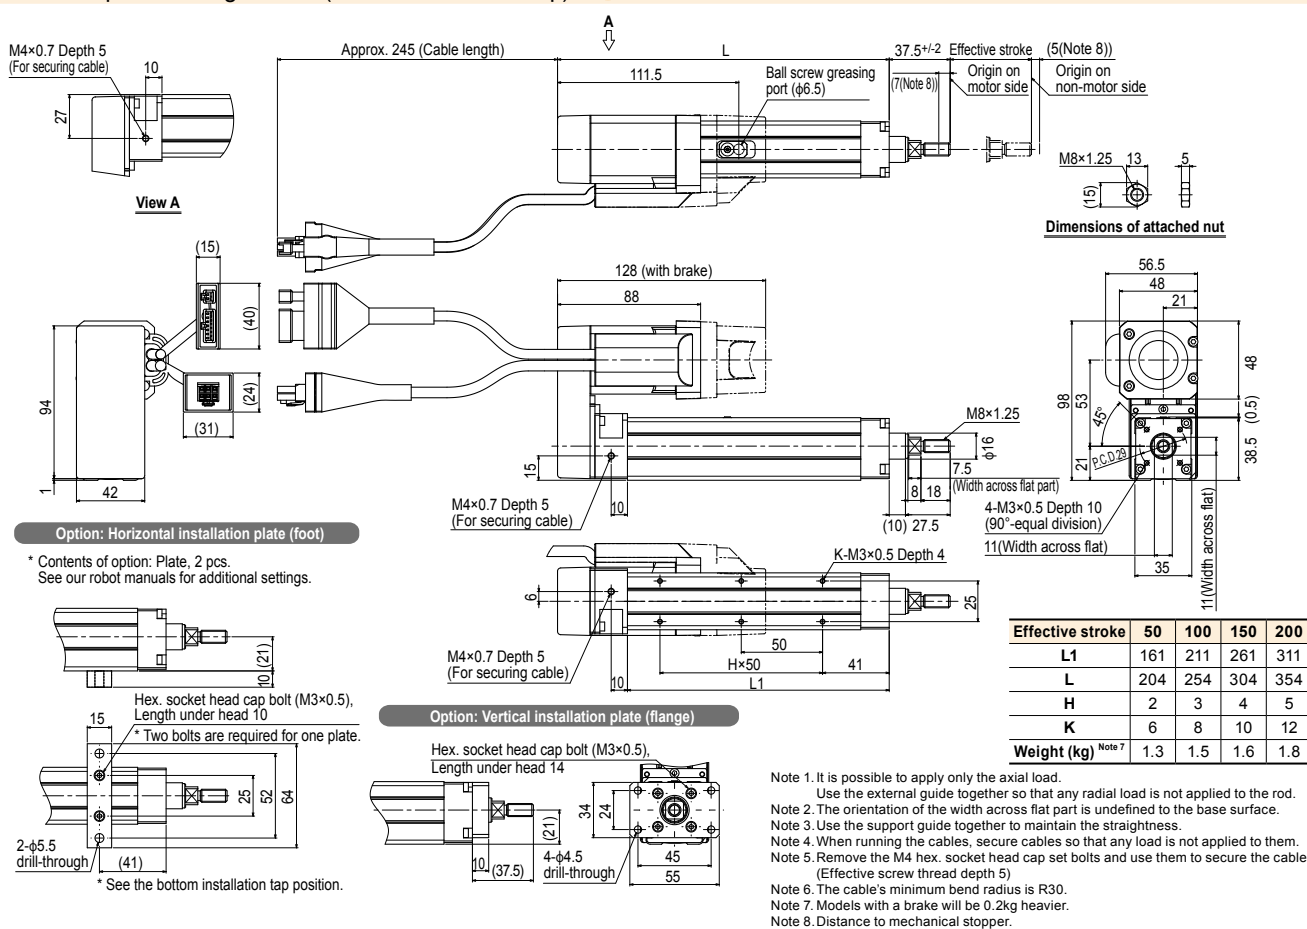 A
M4×0.7 Depth 5
(For securing cable)
10
27
View A
Approx. 245 (Cable length)
L
37.5+/-2
Effective stroke
(5(Note 8))
111.5
Ball screw greasing
port (ϕ6.5)
(7(Note 8))
Origin on
motor side
Origin on
non-motor side
M8×1.25
13
5
(15)
Dimensions of attached nut
(15)
(40)
(24)
(31)
94
1
42
128 (with brake)
88
M8×1.25
ϕ16
15
7.5
(Width across flat part)
8
18
M4×0.7 Depth 5
(For securing cable)
10
(10)
27.5
56.5
48
21
98
53
21
45°
P.C.D.29
48
(0.5)
38.5
4-M3×0.5 Depth 10
(90°-equal division)
11(Width across flat)
11(Width across flat)
35
K-M3×0.5 Depth 4
6
25
50
H×50
41
M4×0.7 Depth 5
(For securing cable)
10
L1
Option: Horizontal installation plate (foot)
* Contents of option: Plate, 2 pcs.
See our robot manuals for additional settings.
(21)
10
Hex. socket head cap bolt (M3×0.5),
Length under head 10
* Two bolts are required for one plate.
15
25
52
64
2-ϕ5.5
drill-through
(41)
* See the bottom installation tap position.
Option: Vertical installation plate (flange)
Hex. socket head cap bolt (M3×0.5),
Length under head 14
(21)
10
(37.5)
34
24
4-ϕ4.5
drill-through
45
55
Effective stroke 50 100 150 200
L1 161 211 261 311
L 204 254 304 354
H 2 3 4 5
K 6 8 10 12
Weight (kg) Note 7 1.3 1.5 1.6 1.8
Note 1. It is possible to apply only the axial load.
Use the external guide together so that any radial load is not applied to the rod.
Note 2. The orientation of the width across flat part is undefined to the base surface.
Note 3. Use the support guide together to maintain the straightness.
Note 4. When running the cables, secure cables so that any load is not applied to them.
Note 5. Remove the M4 hex. socket head cap set bolts and use them to secure the cable
(Effective screw thread depth 5)
Note 6. The cable's minimum bend radius is R30.
Note 7. Models with a brake will be 0.2kg heavier.
Note 8. Distance to mechanical stopper.